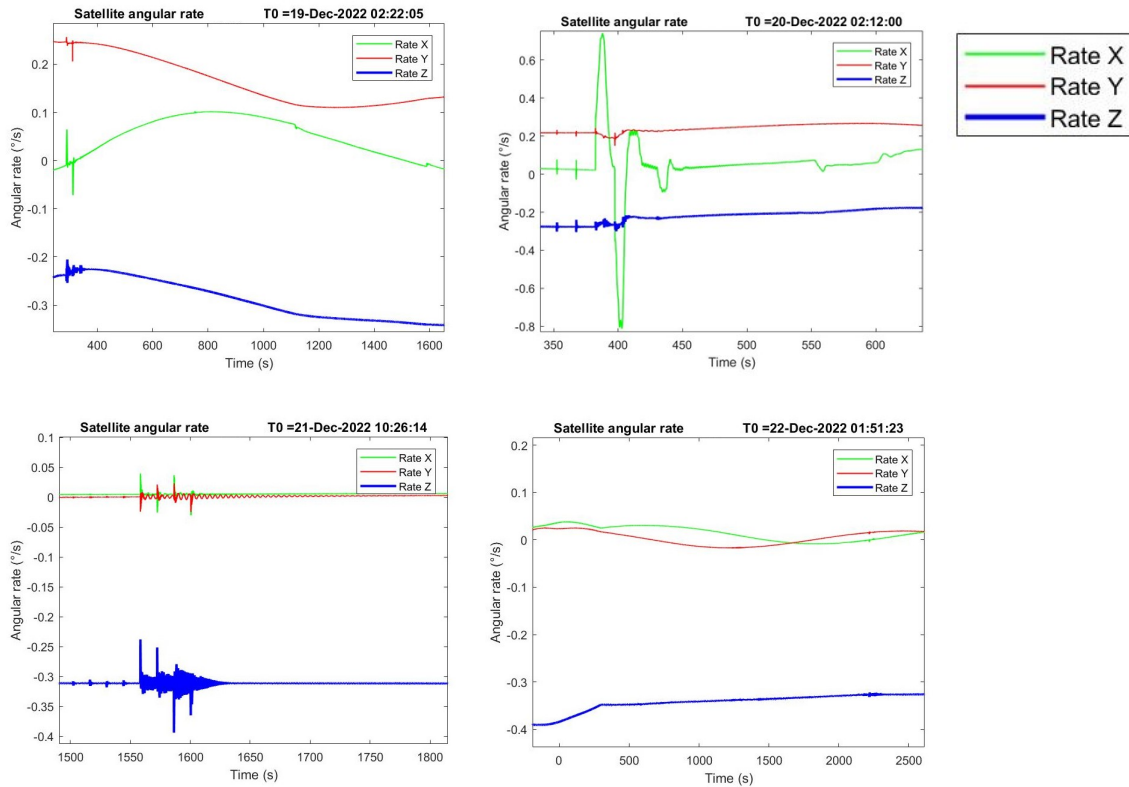 Satellite angular rate T0 =19-Dec-2022 02:22:05
Rate X
Rate Y
Rate Z
0.2
0.1
0
-0.1
-0.2
-0.3
Angular rate (°/s)
400 600 800 1000 1200 1400 1600
Time (s)
Satellite angular rate T0 =20-Dec-2022 02:12:00
Rate X
Rate Y
Rate Z
0.6
0.4
0.2
0
-0.2
-0.4
-0.6
-0.8
Angular rate (°/s)
350 400 450 500 550 600
Time (s)
Rate X
Rate Y
Rate Z
Satellite angular rate T0 =21-Dec-2022 10:26:14
Rate X
Rate Y
Rate Z
0.1
0.05
0
-0.05
-0.1
-0.15
-0.2
-0.25
-0.3
-0.35
-0.4
Angular rate (°/s)
1500 1550 1600 1650 1700 1750 1800
Time (s)
Satellite angular rate T0 =22-Dec-2022 01:51:23
Rate X
Rate Y
Rate Z
0.2
0.1
0
-0.1
-0.2
-0.3
-0.4
Angular rate (°/s)
0 500 1000 1500 2000 2500
Time (s)